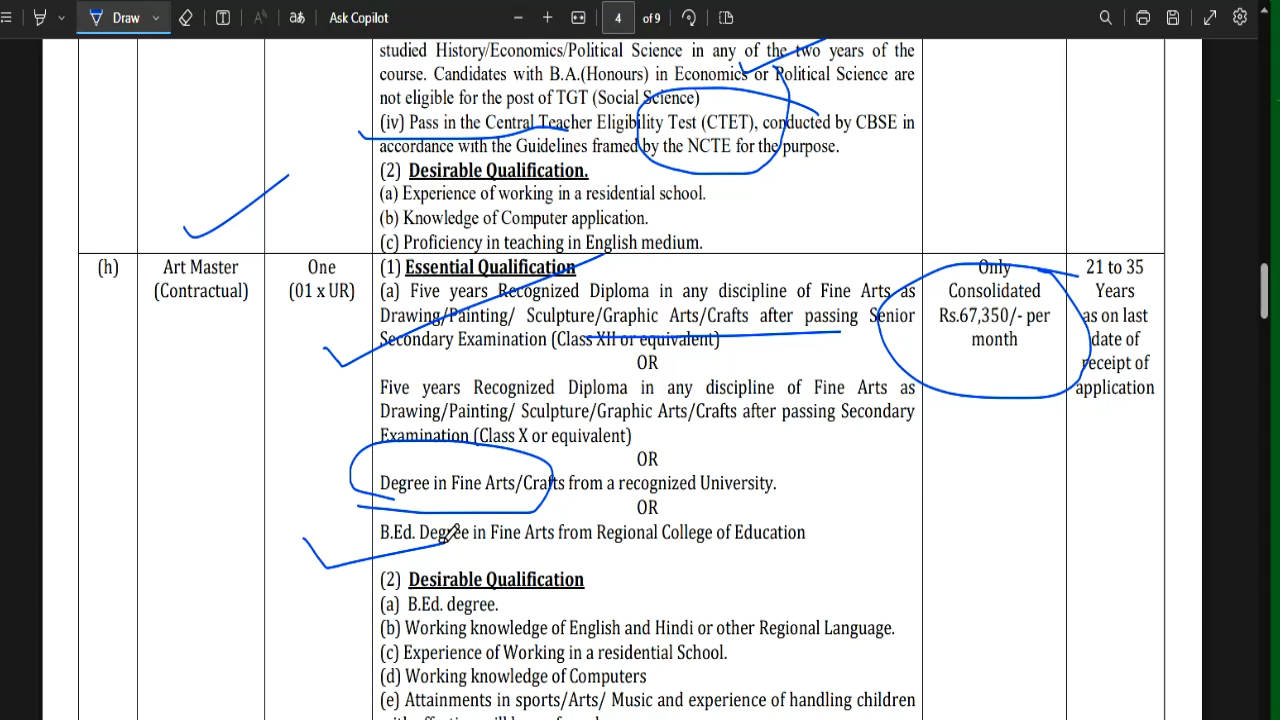 Draw
Ask Copilot
4 of 9
studied History/Economics/Political Science in any of the two years of the
course. Candidates with B.A.(Honours) in Economics or Political Science are
not eligible for the post of TGT (Social Science)
(iv) Pass in the Central Teacher Eligibility Test (CTET), conducted by CBSE in
accordance with the Guidelines framed by the NCTE for the purpose.
(2) Desirable Qualification.
(a) Experience of working in a residential school.
(b) Knowledge of Computer application.
(c) Proficiency in teaching in English medium.
(h)
Art Master
(Contractual)
One
(01 x UR)
(1) Essential Qualification
(a) Five years Recognized Diploma in any discipline of Fine Arts as
Drawing/Painting/ Sculpture/Graphic Arts/Crafts after passing Senior
Secondary Examination (Class XII or equivalent)
OR
Five years Recognized Diploma in any discipline of Fine Arts as
Drawing/Painting/ Sculpture/Graphic Arts/Crafts after passing Secondary
Examination (Class X or equivalent)
OR
Degree in Fine Arts/Crafts from a recognized University.
OR
B.Ed. Degree in Fine Arts from Regional College of Education
(2) Desirable Qualification
(a) B.Ed. degree.
(b) Working knowledge of English and Hindi or other Regional Language.
(c) Experience of Working in a residential School.
(d) Working knowledge of Computers
(e) Attainments in sports/Arts/ Music and experience of handling children
Only
Consolidated
Rs.67,350/- per
month
21 to 35
Years
as on last
date of
receipt of
application